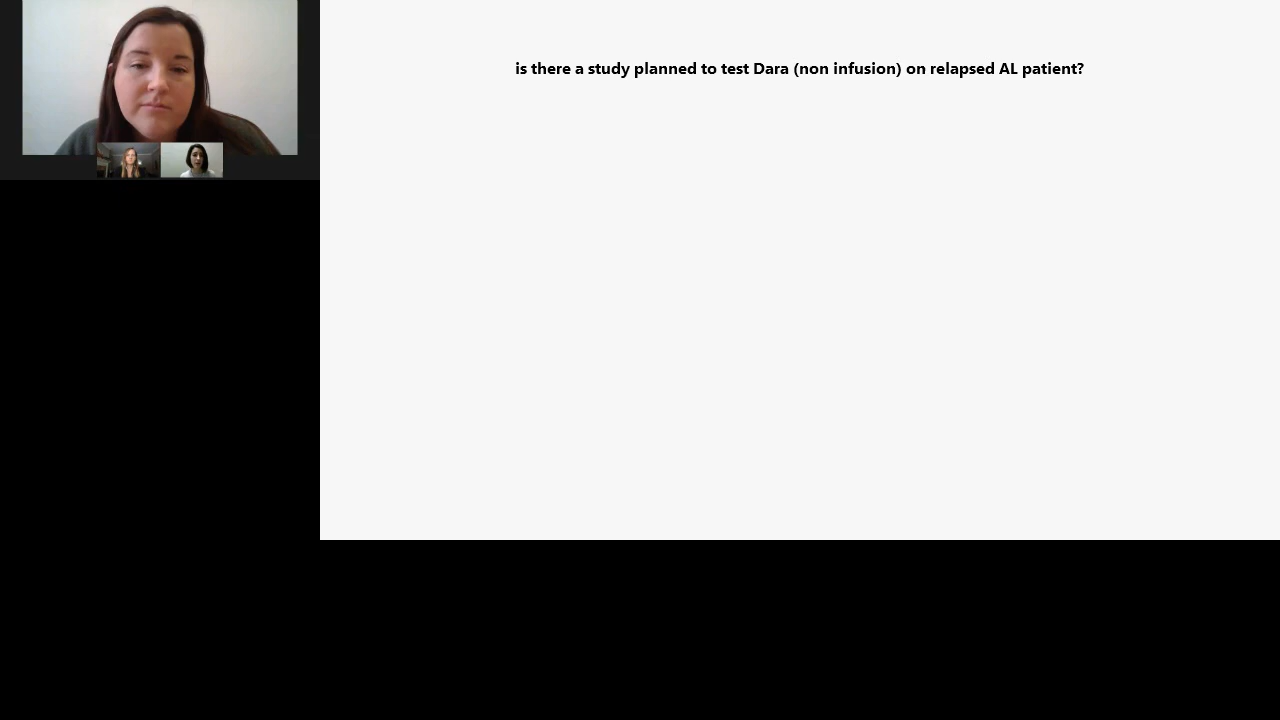 is there a study planned to test Dara (non infusion) on relapsed AL patient?